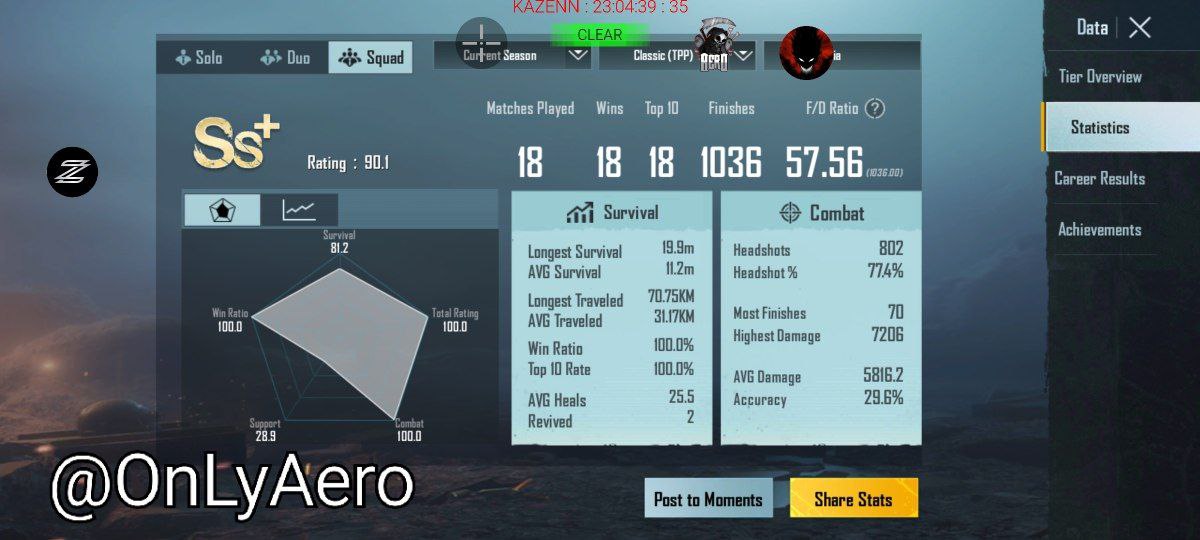 KAZENN : 23:04:39 : 35
CLEAR
Data
Solo
Duo
Squad
Current Season
Classic (TPP)
AERO
ia
Tier Overview
Statistics
Career Results
Achievements
Ss+
Rating : 90.1
Matches Played Wins Top 10 Finishes F/D Ratio ?
18 18 18 1036 57.56 (1036.00)
Z
Survival
81.2
Win Ratio
100.0
Total Rating
100.0
Support
28.9
Combat
100.0
Survival
Longest Survival 19.9m
AVG Survival 11.2m
Longest Traveled 70.75KM
AVG Traveled 31.17KM
Win Ratio 100.0%
Top 10 Rate 100.0%
AVG Heals 25.5
Revived 2
Combat
Headshots 802
Headshot % 77.4%
Most Finishes 70
Highest Damage 7206
AVG Damage 5816.2
Accuracy 29.6%
@OnLyAero
Post to Moments
Share Stats